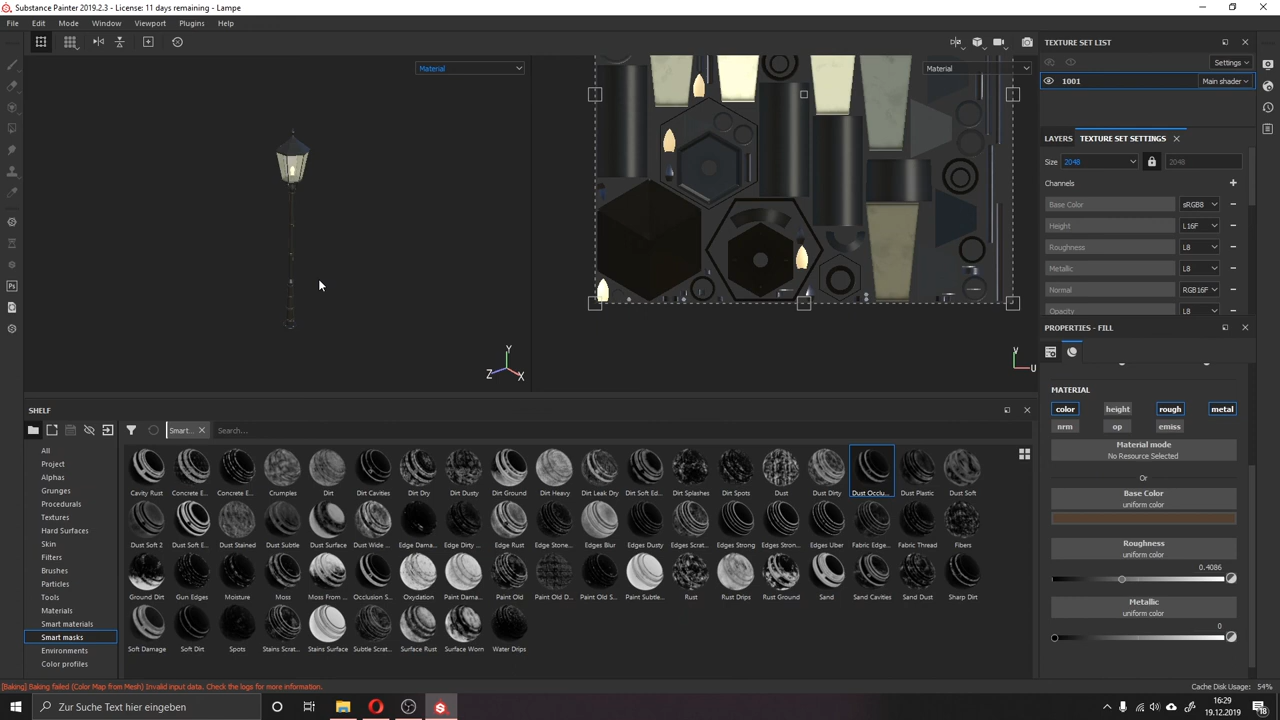 Substance Painter 2019.2.3 - License: 11 days remaining - Lampe
File Edit Mode Window Viewport Plugins Help
Material
Material
TEXTURE SET LIST
Settings
1001 Main shader
LAYERS TEXTURE SET SETTINGS
Size 2048 2048
Channels
Base Color sRGB8
Height L16F
Roughness L8
Metallic L8
Normal RGB16F
Opacity L8
Y
Z X
V
U
PROPERTIES - FILL
MATERIAL
color height rough metal
nrm op emiss
Material mode
No Resource Selected
Or
Base Color
uniform color
Roughness
uniform color
0.4086
Metallic
uniform color
0
SHELF
Smart... Search...
All
Project
Alphas
Grunges
Procedurals
Textures
Hard Surfaces
Skin
Filters
Brushes
Particles
Tools
Materials
Smart materials
Smart masks
Environments
Color profiles
Cavity Rust Concrete E... Concrete E... Crumples Dirt Dirt Cavities Dirt Dry Dirt Dusty Dirt Ground Dirt Heavy Dirt Leak Dry Dirt Soft Ed... Dirt Splashes Dirt Spots Dust Dust Dirty Dust Occlu... Dust Plastic Dust Soft
Dust Soft 2 Dust Soft E... Dust Stained Dust Subtle Dust Surface Dust Wide ... Edge Dama... Edge Dirty ... Edge Rust Edge Stone... Edges Blur Edges Dusty Edges Scrat... Edges Strong Edges Stron... Edges Uber Fabric Edge... Fabric Thread Fibers
Ground Dirt Gun Edges Moisture Moss Moss From ... Occlusion S... Oxydation Paint Dama... Paint Old Paint Old D... Paint Old S... Paint Subtle... Rust Rust Drips Rust Ground Sand Sand Cavities Sand Dust Sharp Dirt
Soft Damage Soft Dirt Spots Stains Scrat... Stains Surface Subtle Scrat... Surface Rust Surface Worn Water Drips
[Baking] Baking failed (Color Map from Mesh) Invalid input data. Check the logs for more information.
Cache Disk Usage: 54%
Zur Suche Text hier eingeben
16:29
19.12.2019
18